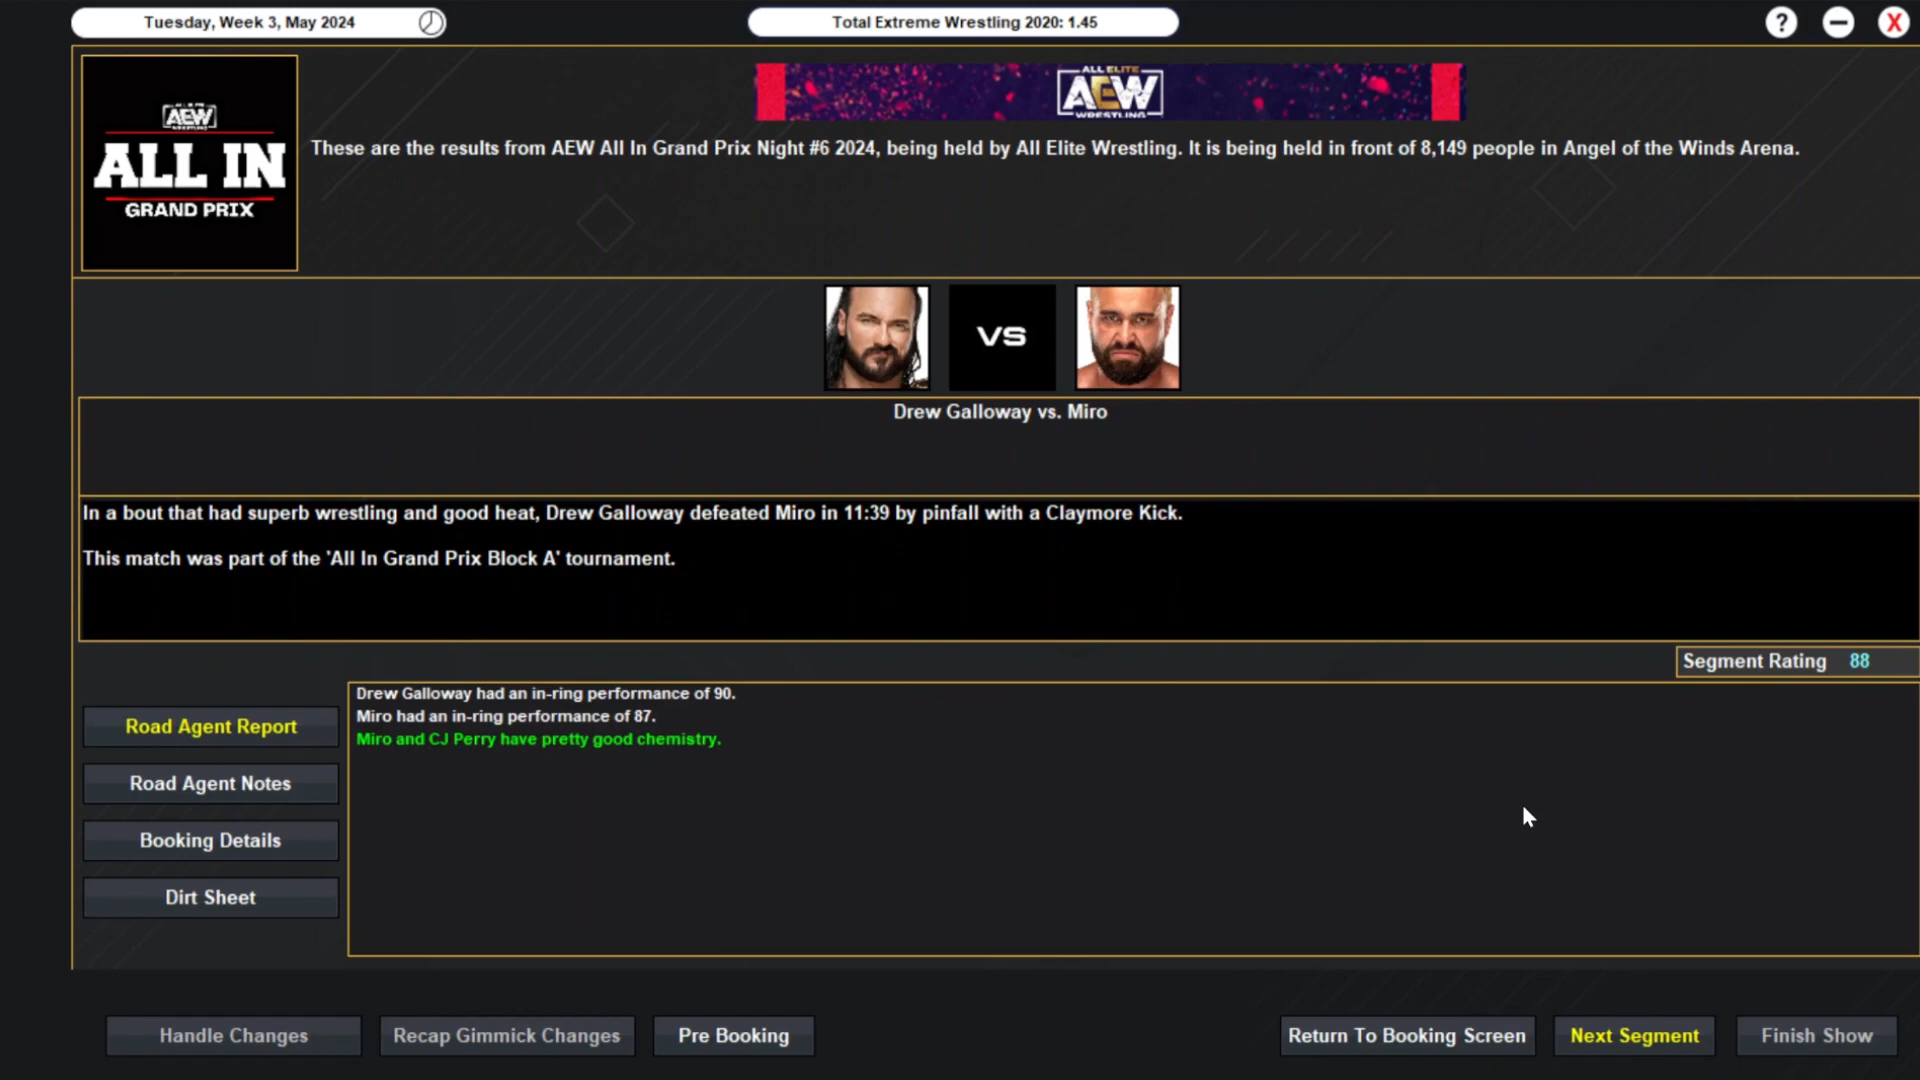 Tuesday, Week 3, May 2024
Total Extreme Wrestling 2020: 1.45
?
X
ALL ELITE
AEW
WRESTLING
AEW
ALL IN
GRAND PRIX
These are the results from AEW All In Grand Prix Night #6 2024, being held by All Elite Wrestling. It is being held in front of 8,149 people in Angel of the Winds Arena.
VS
Drew Galloway vs. Miro
In a bout that had superb wrestling and good heat, Drew Galloway defeated Miro in 11:39 by pinfall with a Claymore Kick.
This match was part of the 'All In Grand Prix Block A' tournament.
Segment Rating 88
Road Agent Report
Road Agent Notes
Booking Details
Dirt Sheet
Drew Galloway had an in-ring performance of 90.
Miro had an in-ring performance of 87.
Miro and CJ Perry have pretty good chemistry.
Handle Changes
Recap Gimmick Changes
Pre Booking
Return To Booking Screen
Next Segment
Finish Show